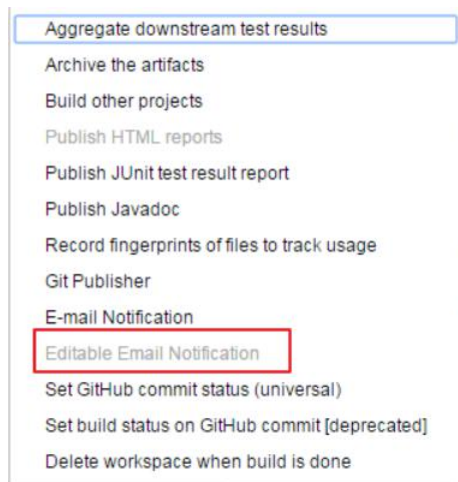 Aggregate downstream test results
Archive the artifacts
Build other projects
Publish HTML reports
Publish JUnit test result report
Publish Javadoc
Record fingerprints of files to track usage
Git Publisher
E-mail Notification
Editable Email Notification
Set GitHub commit status (universal)
Set build status on GitHub commit [deprecated]
Delete workspace when build is done